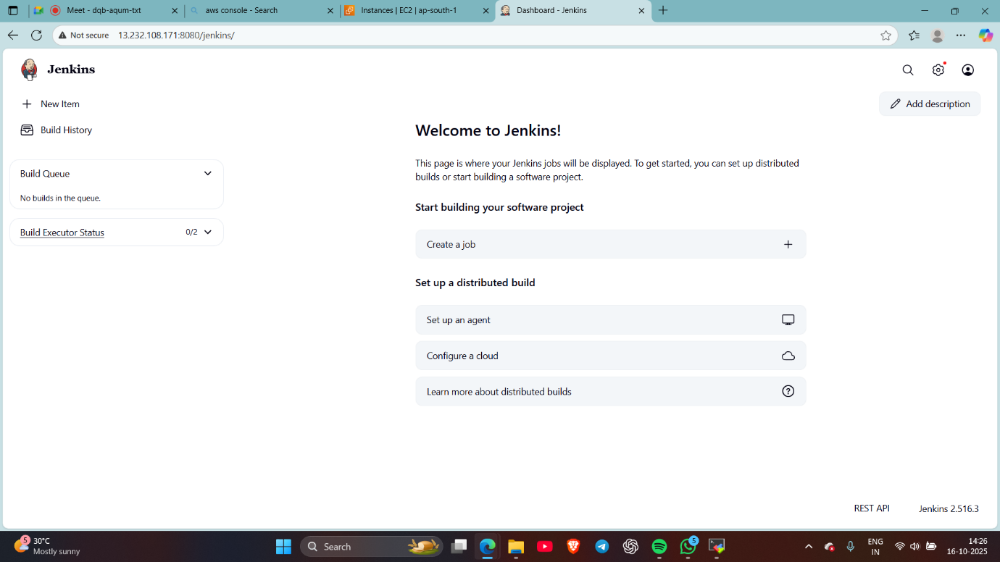 Meet - dqb-aqum-txt
aws console - Search
Instances | EC2 | ap-south-1
Dashboard - Jenkins
Not secure
13.232.108.171:8080/jenkins/
Jenkins
New Item
Build History
Add description
Build Queue
No builds in the queue.
Build Executor Status
0/2
Welcome to Jenkins!
This page is where your Jenkins jobs will be displayed. To get started, you can set up distributed
builds or start building a software project.
Start building your software project
Create a job
Set up a distributed build
Set up an agent
Configure a cloud
Learn more about distributed builds
REST API
Jenkins 2.516.3
5
30°C
Mostly sunny
Search
5
ENG
IN
14:26
16-10-2025